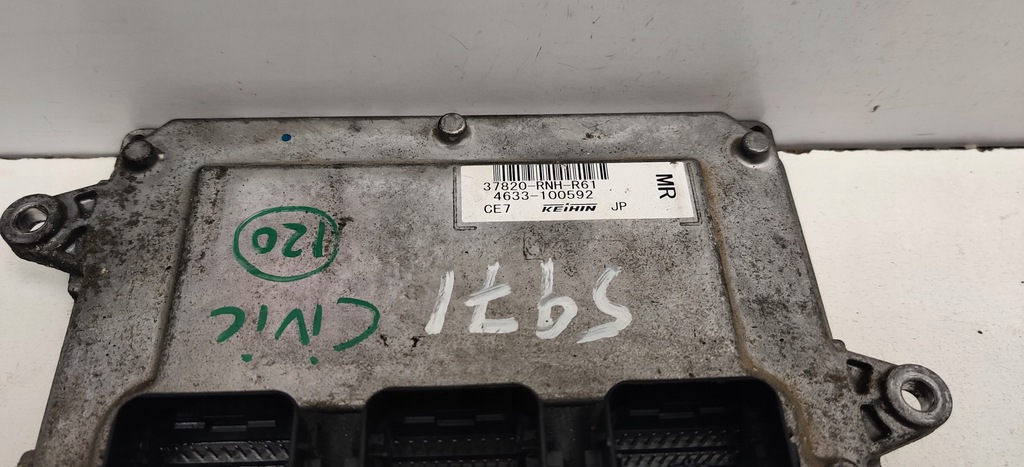 37820-RNH-R61
4633-100592
CE7 KEIHIN JP
MR
120
Civic
5971